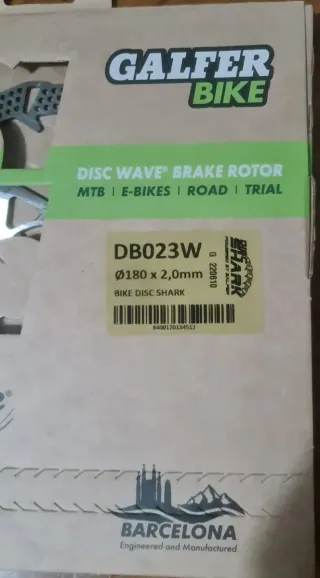 GALFER
BIKE
DISC WAVE® BRAKE ROTOR
MTB | E-BIKES | ROAD | TRIAL
DB023W
Ø180 x 2,0mm
BIKE DISC SHARK
G 220610
SHARK
BARCELONA
Engineered and Manufactured